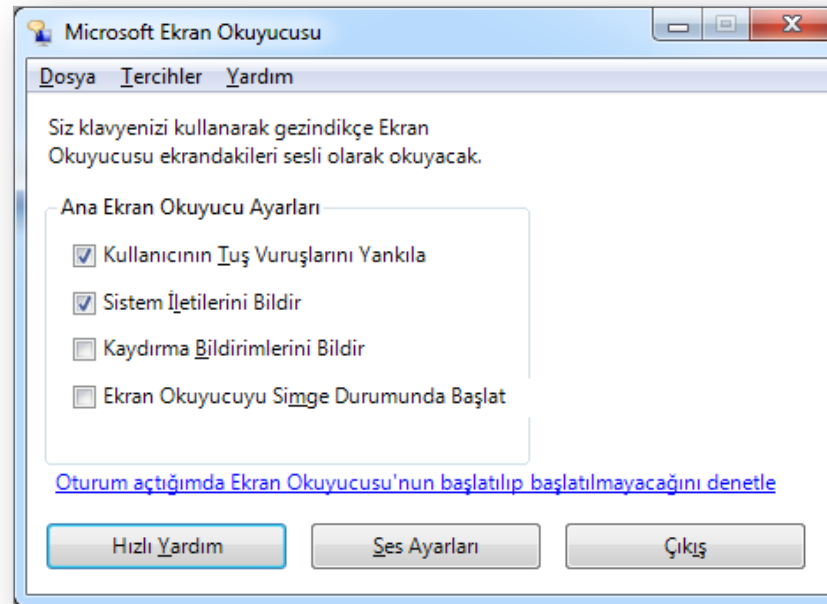 Microsoft Ekran Okuyucusu
Dosya Tercihler Yardım
Siz klavyenizi kullanarak gezindikçe Ekran
Okuyucusu ekrandakileri sesli olarak okuyacak.
Ana Ekran Okuyucu Ayarları
Kullanıcının Tuş Vuruşlarını Yankıla
Sistem İletilerini Bildir
Kaydırma Bildirimlerini Bildir
Ekran Okuyucuyu Simge Durumunda Başlat
Oturum açtığımda Ekran Okuyucusu'nun başlatılıp başlatılmayacağını denetle
Hızlı Yardım Ses Ayarları Çıkış